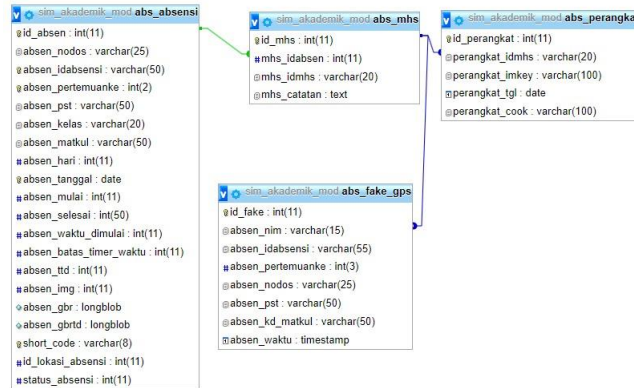 sim_akademik_mod abs_absensi
id_absen : int(11)
absen_nodos : varchar(25)
absen_idabsensi : varchar(50)
absen_pertemuanke : int(2)
absen_pst : varchar(50)
absen_kelas : varchar(20)
absen_matkul : varchar(50)
absen_hari : int(11)
absen_tanggal : date
absen_mulai : int(11)
absen_selesai : int(50)
absen_waktu_dimulai : int(11)
absen_batas_timer_waktu : int(11)
absen_ttd : int(11)
absen_img : int(11)
absen_gbr : longblob
absen_gbrtd : longblob
short_code : varchar(8)
id_lokasi_absensi : int(11)
status_absensi : int(11)
sim_akademik_mod abs_mhs
id_mhs : int(11)
mhs_idabsen : int(11)
mhs_idmhs : varchar(20)
mhs_catatan : text
sim_akademik_mod abs_perangkat
id_perangkat : int(11)
perangkat_idmhs : varchar(20)
perangkat_imkey : varchar(100)
perangkat_tgl : date
perangkat_cook : varchar(100)
sim_akademik_mod abs_fake_gps
id_fake : int(11)
absen_nim : varchar(15)
absen_idabsensi : varchar(55)
absen_pertemuanke : int(3)
absen_nodos : varchar(25)
absen_pst : varchar(50)
absen_kd_matkul : varchar(50)
absen_waktu : timestamp